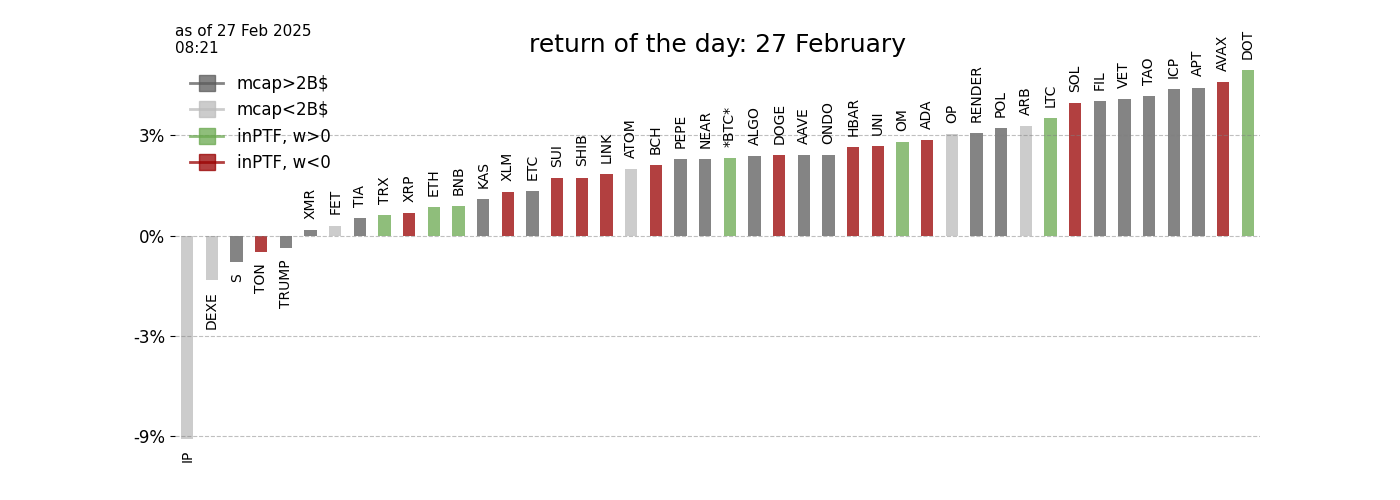 as of 27 Feb 2025
08:21
return of the day: 27 February
mcap>2B$
mcap<2B$
inPTF, w>0
inPTF, w<0
3%
0%
-3%
-9%
IP
DEXE
S
TON
TRUMP
XMR
FET
TIA
TRX
XRP
ETH
BNB
KAS
XLM
ETC
SUI
SHIB
LINK
ATOM
BCH
PEPE
NEAR
*BTC*
ALGO
DOGE
AAVE
ONDO
HBAR
UNI
OM
ADA
OP
RENDER
POL
ARB
LTC
SOL
FIL
VET
TAO
ICP
APT
AVAX
DOT